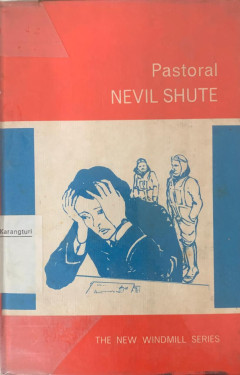 Pastoral
NEVIL SHUTE
Karangturi
THE NEW WINDMILL SERIES